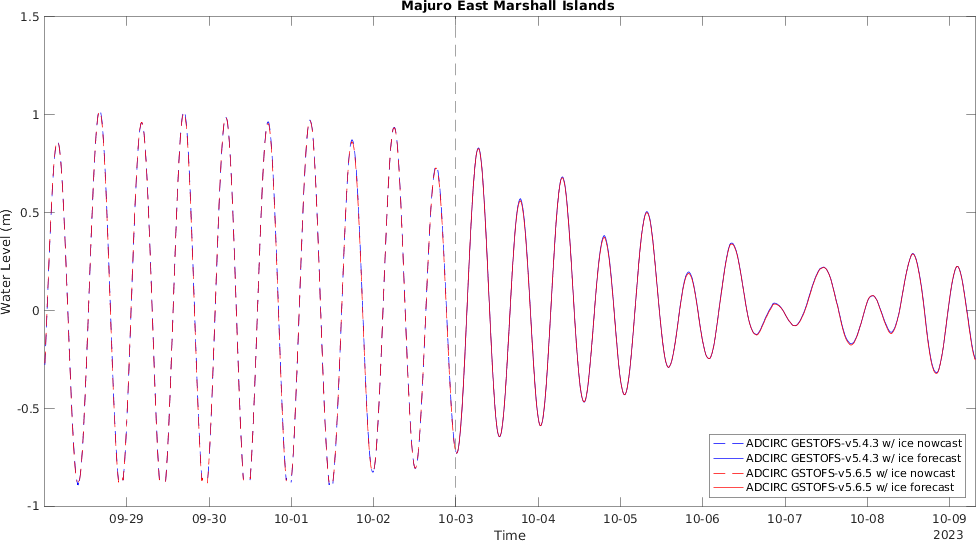 Majuro East Marshall Islands
1.5
1
0.5
0
-0.5
-1
Water Level (m)
ADCIRC GESTOFS-v5.4.3 w/ ice nowcast
ADCIRC GESTOFS-v5.4.3 w/ ice forecast
ADCIRC GSTOFS-v5.6.5 w/ ice nowcast
ADCIRC GSTOFS-v5.6.5 w/ ice forecast
09-29 09-30 10-01 10-02 10-03 10-04 10-05 10-06 10-07 10-08 10-09
Time 2023